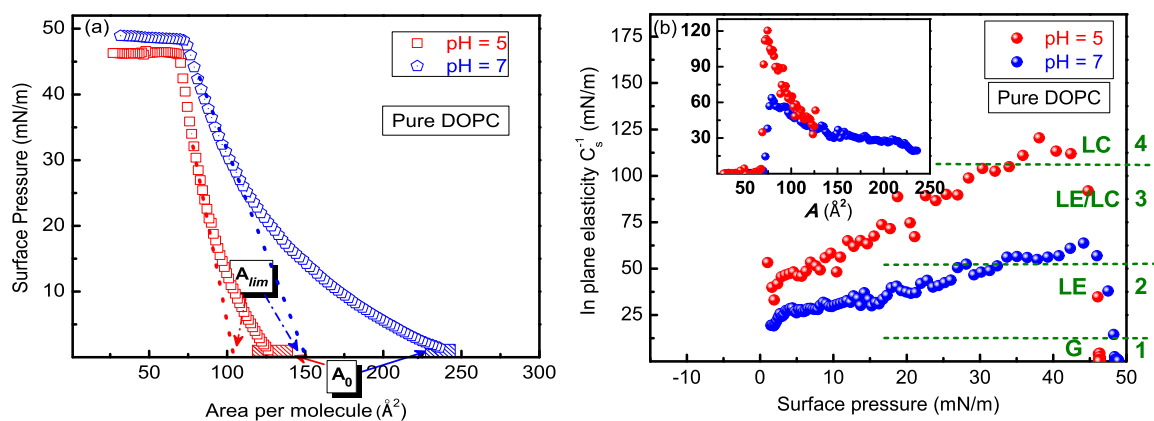 (a)
pH = 5
pH = 7
Pure DOPC
A_lim
A_0
Surface Pressure (mN/m)
50
40
30
20
10
0
50
100
150
200
250
300
Area per molecule (Å²)
(b)
pH = 5
pH = 7
Pure DOPC
In plane elasticity C_s^-1 (mN/m)
175
150
125
100
75
50
25
-10
0
10
20
30
40
50
Surface pressure (mN/m)
120
90
60
30
50
100
150
200
250
A (Å²)
LC 4
LE/LC 3
LE 2
G 1